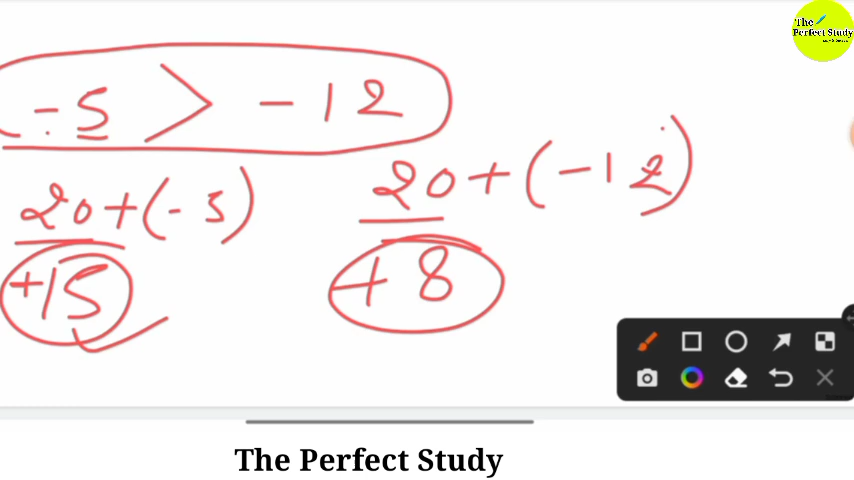 The
Perfect Study
-5 > -12
20+(-5) 20+(-12)
+15 +8
The Perfect Study